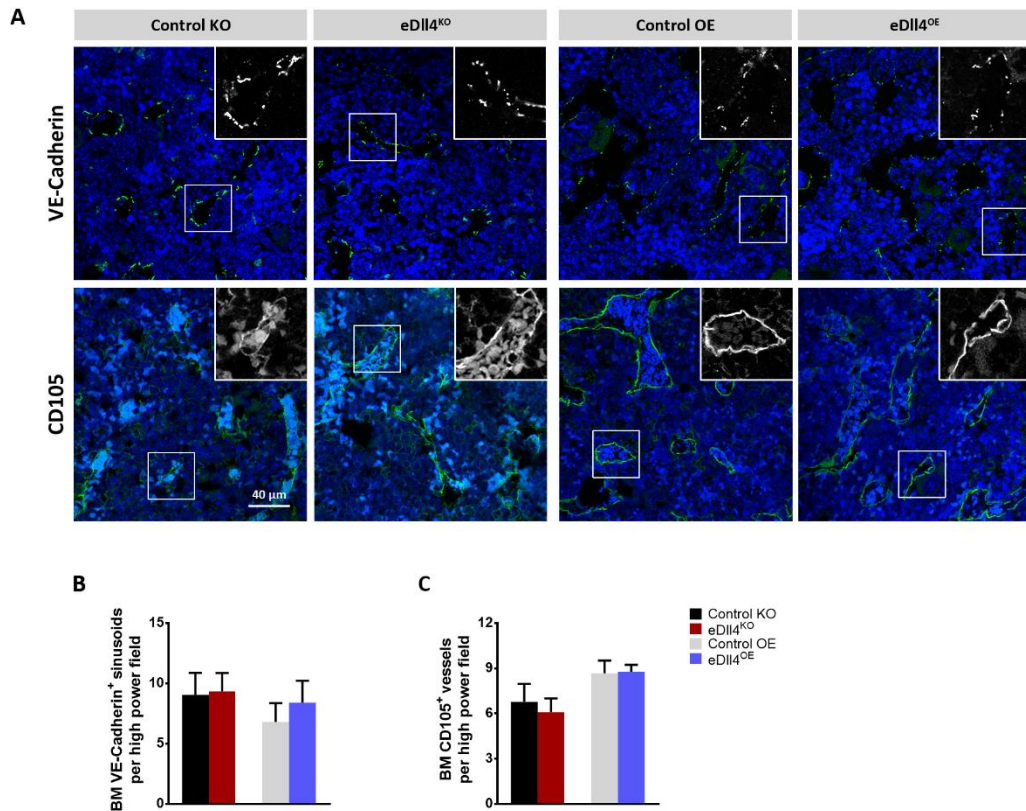 A
Control KO
eDll4KO
Control OE
eDll4OE
VE-Cadherin
CD105
40 µm
B
BM VE-Cadherin+ sinusoids
per high power field
15
10
5
0
C
BM CD105+ vessels
per high power field
12
9
6
3
0
Control KO
eDll4KO
Control OE
eDll4OE